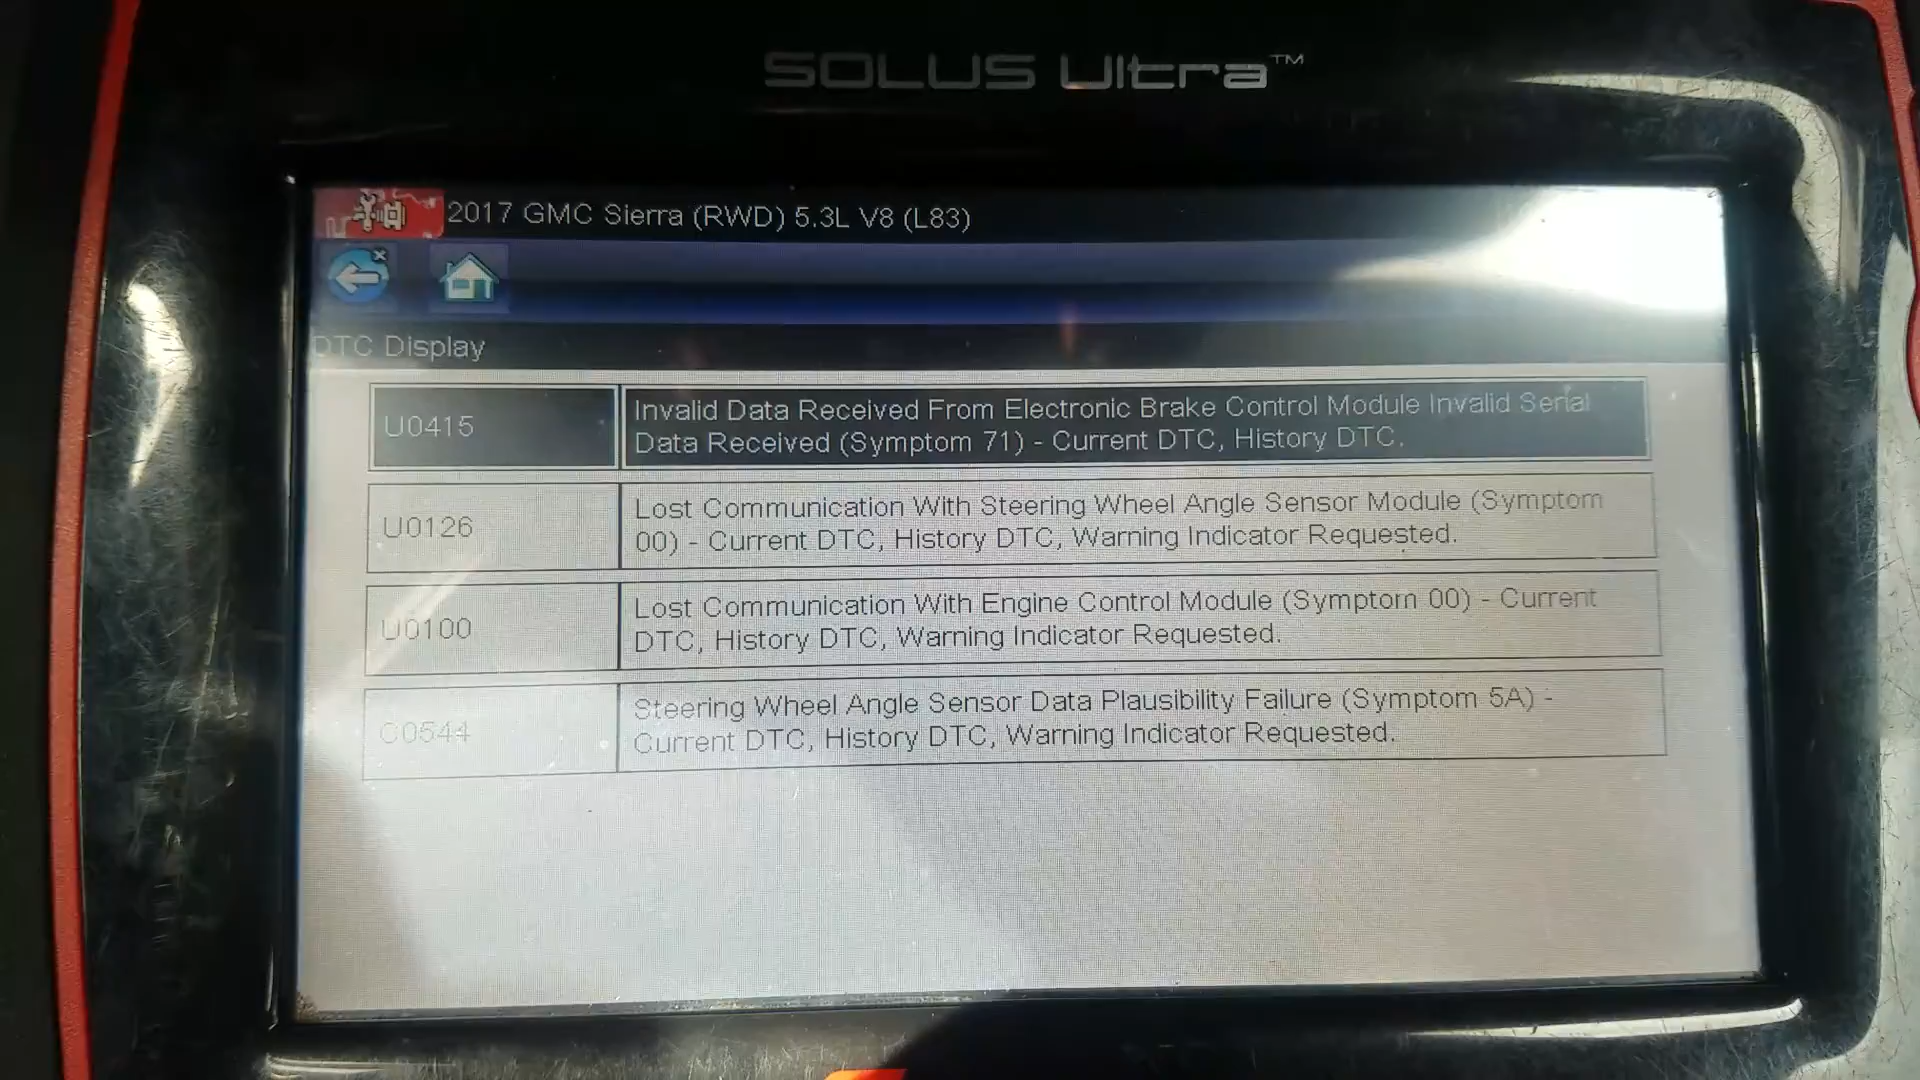 SOLUS Ultra™
2017 GMC Sierra (RWD) 5.3L V8 (L83)
DTC Display
U0415
Invalid Data Received From Electronic Brake Control Module Invalid Serial
Data Received (Symptom 71) - Current DTC, History DTC.
U0126
Lost Communication With Steering Wheel Angle Sensor Module (Symptom
00) - Current DTC, History DTC, Warning Indicator Requested.
U0100
Lost Communication With Engine Control Module (Symptom 00) - Current
DTC, History DTC, Warning Indicator Requested.
C0544
Steering Wheel Angle Sensor Data Plausibility Failure (Symptom 5A) -
Current DTC, History DTC, Warning Indicator Requested.